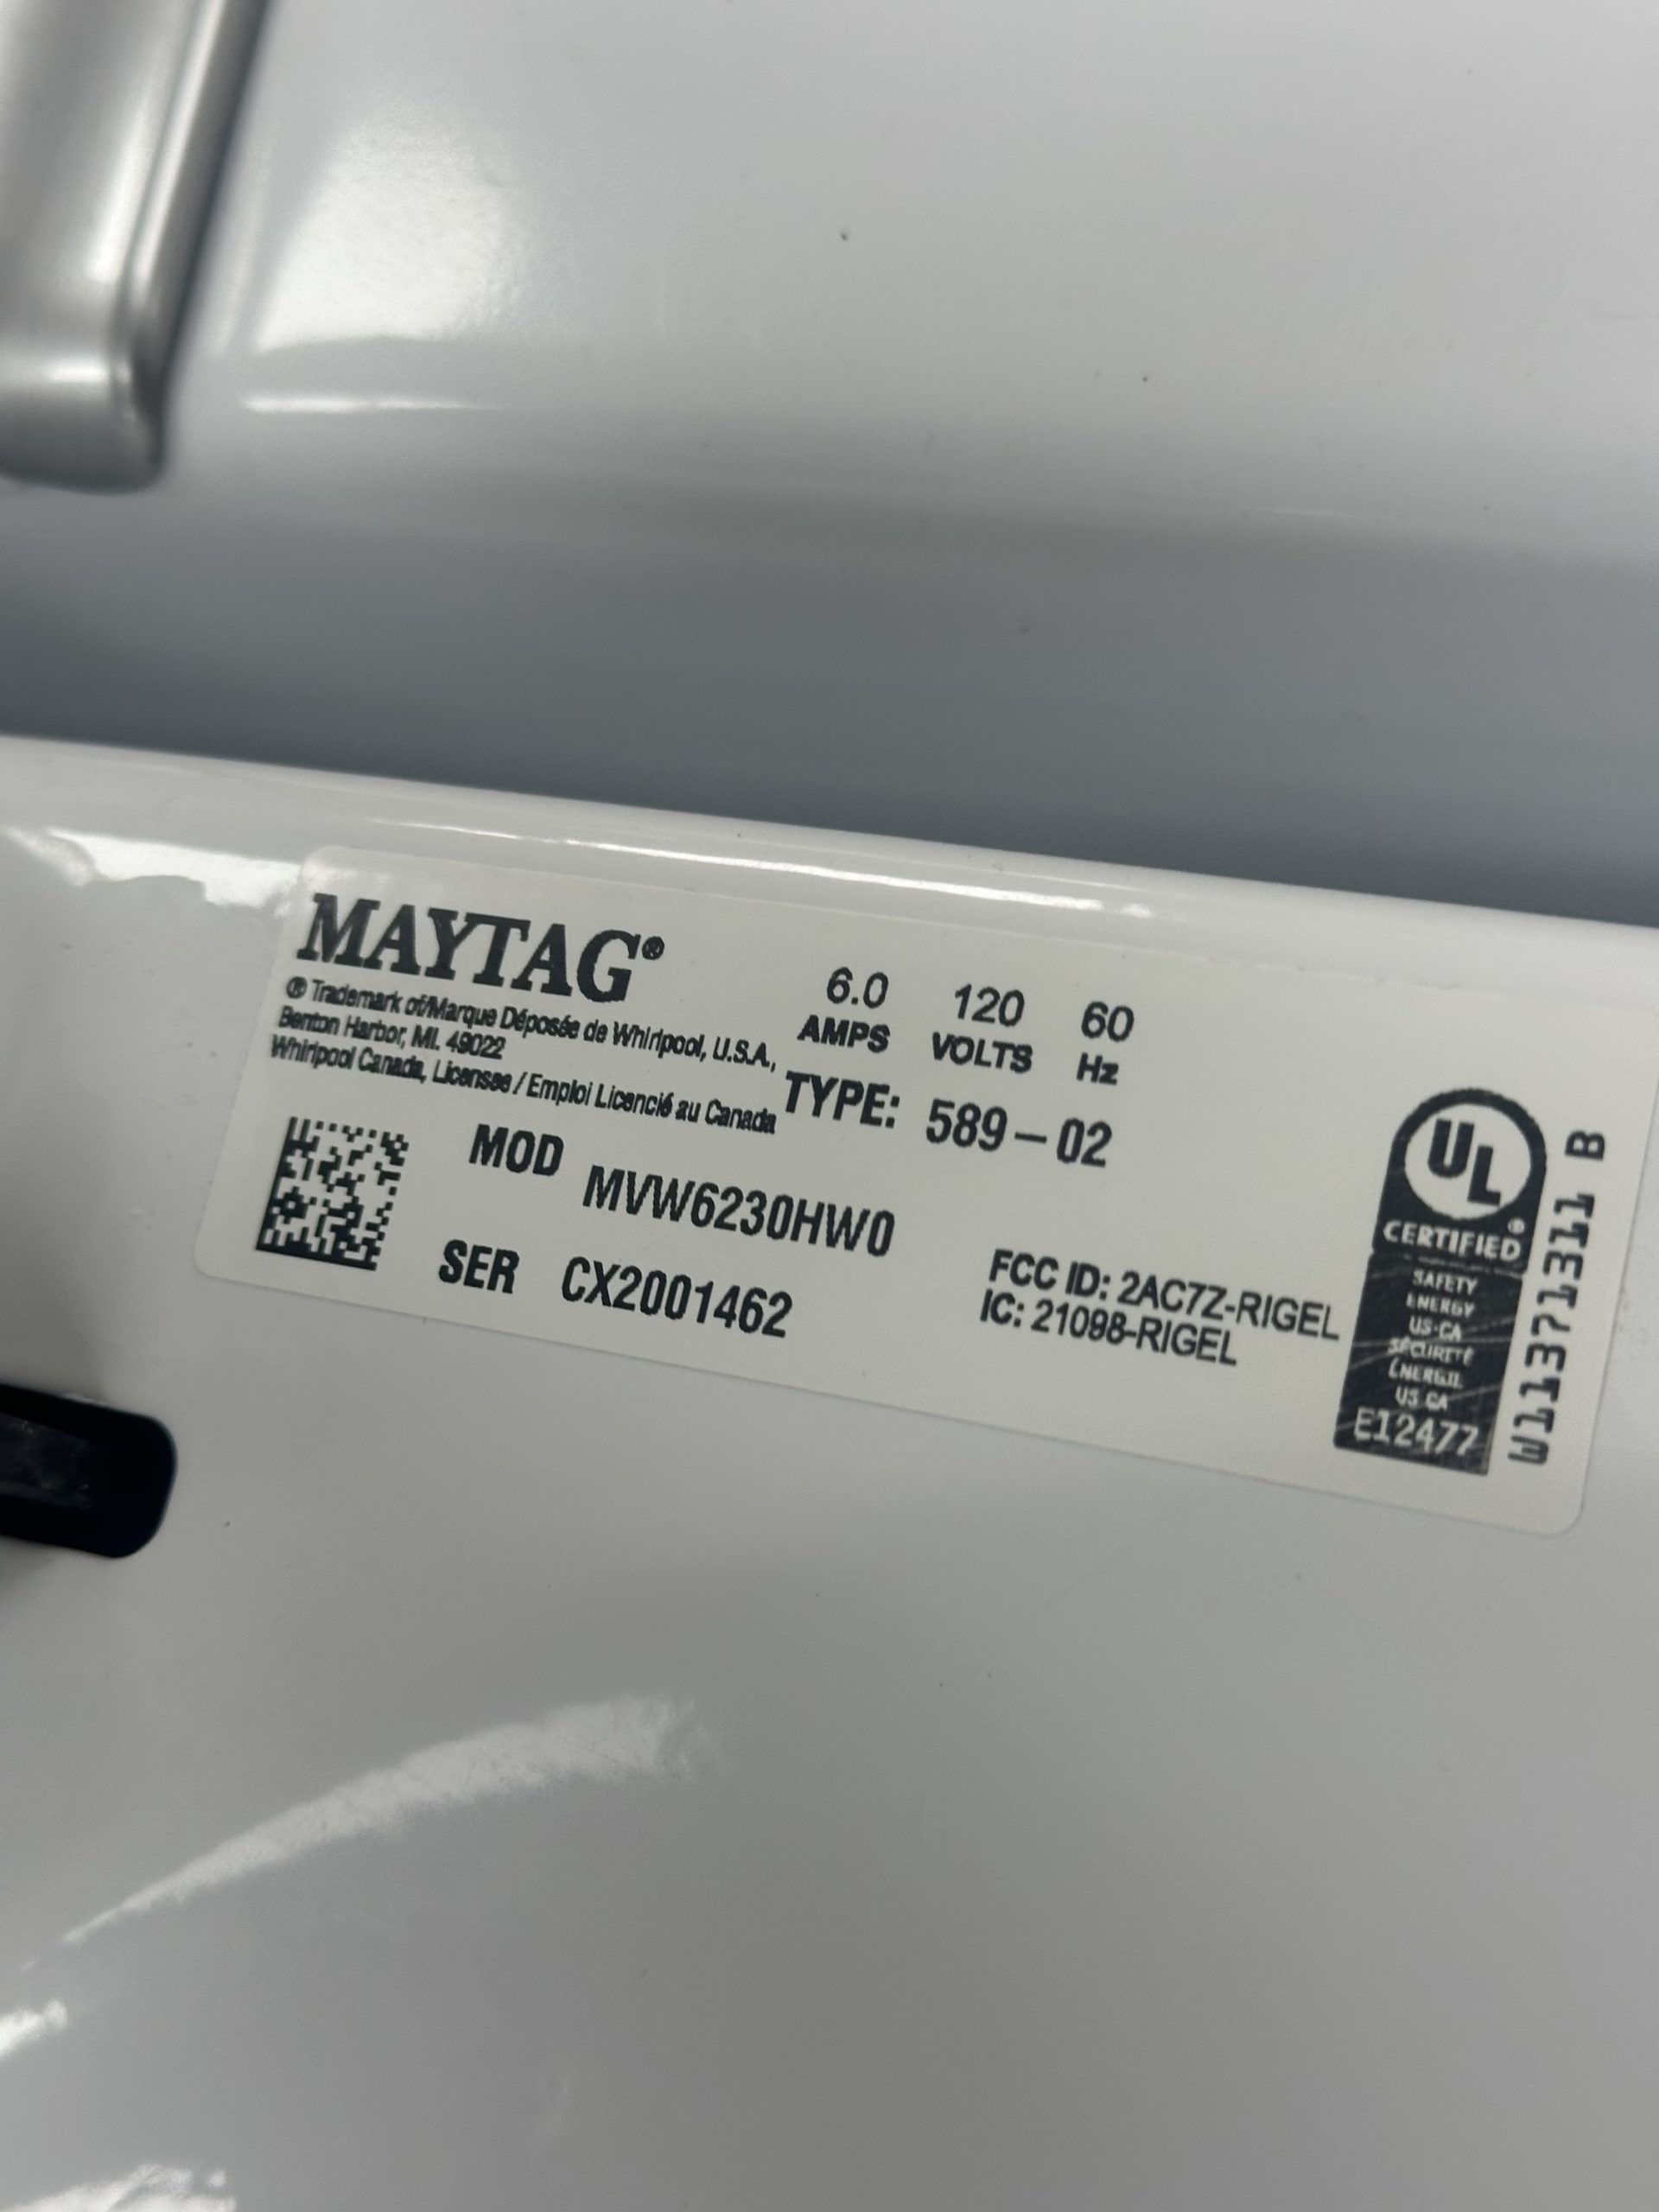 MAYTAG®
® Trademark of/Marque Déposée de Whirlpool, U.S.A.,
Benton Harbor, MI. 49022
Whirlpool Canada, Licensee / Emploi Licencié au Canada
6.0 120 60
AMPS VOLTS Hz
TYPE: 589-02
MOD MVW6230HW0
SER CX2001462
FCC ID: 2AC7Z-RIGEL
IC: 21098-RIGEL
UL®
CERTIFIED
SAFETY
ENERGY
US-CA
SÉCURITÉ
US CA
E12477
W11371311 B